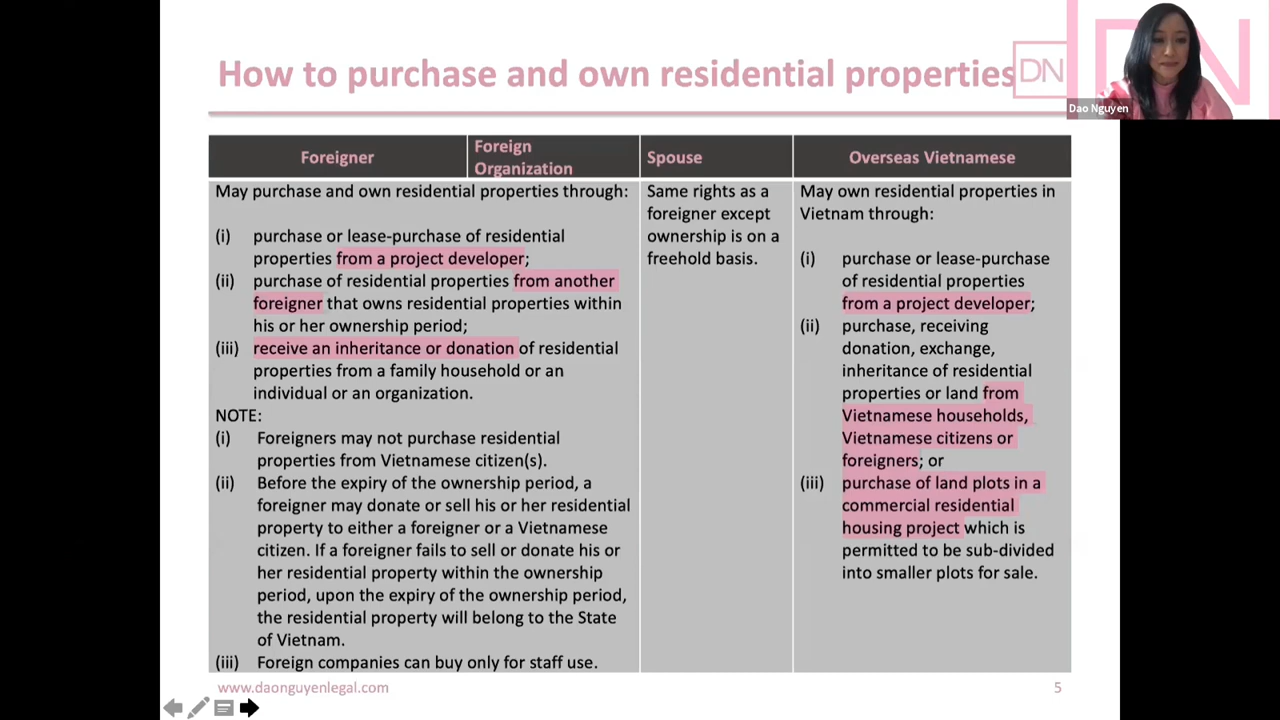 How to purchase and own residential properties
DN
DN
Dao Nguyen
Foreigner
Foreign
Organization
Spouse
Overseas Vietnamese
May purchase and own residential properties through:
(i) purchase or lease-purchase of residential
properties from a project developer;
(ii) purchase of residential properties from another
foreigner that owns residential properties within
his or her ownership period;
(iii) receive an inheritance or donation of residential
properties from a family household or an
individual or an organization.
NOTE:
(i) Foreigners may not purchase residential
properties from Vietnamese citizen(s).
(ii) Before the expiry of the ownership period, a
foreigner may donate or sell his or her residential
property to either a foreigner or a Vietnamese
citizen. If a foreigner fails to sell or donate his or
her residential property within the ownership
period, upon the expiry of the ownership period,
the residential property will belong to the State
of Vietnam.
(iii) Foreign companies can buy only for staff use.
Same rights as a
foreigner except
ownership is on a
freehold basis.
May own residential properties in
Vietnam through:
(i) purchase or lease-purchase
of residential properties
from a project developer;
(ii) purchase, receiving
donation, exchange,
inheritance of residential
properties or land from
Vietnamese households,
Vietnamese citizens or
foreigners; or
(iii) purchase of land plots in a
commercial residential
housing project which is
permitted to be sub-divided
into smaller plots for sale.
www.daonguyenlegal.com
5